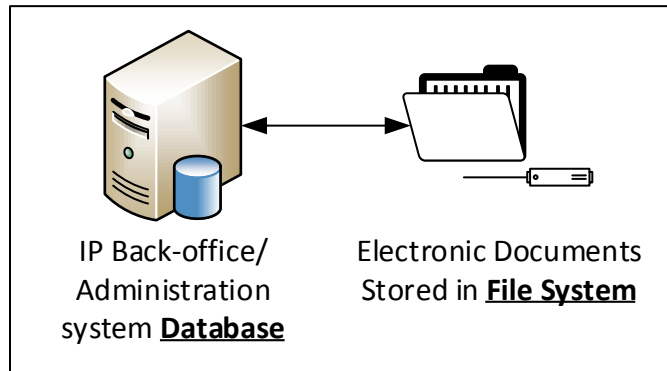 IP Back-office/
Administration
system Database
Electronic Documents
Stored in File System